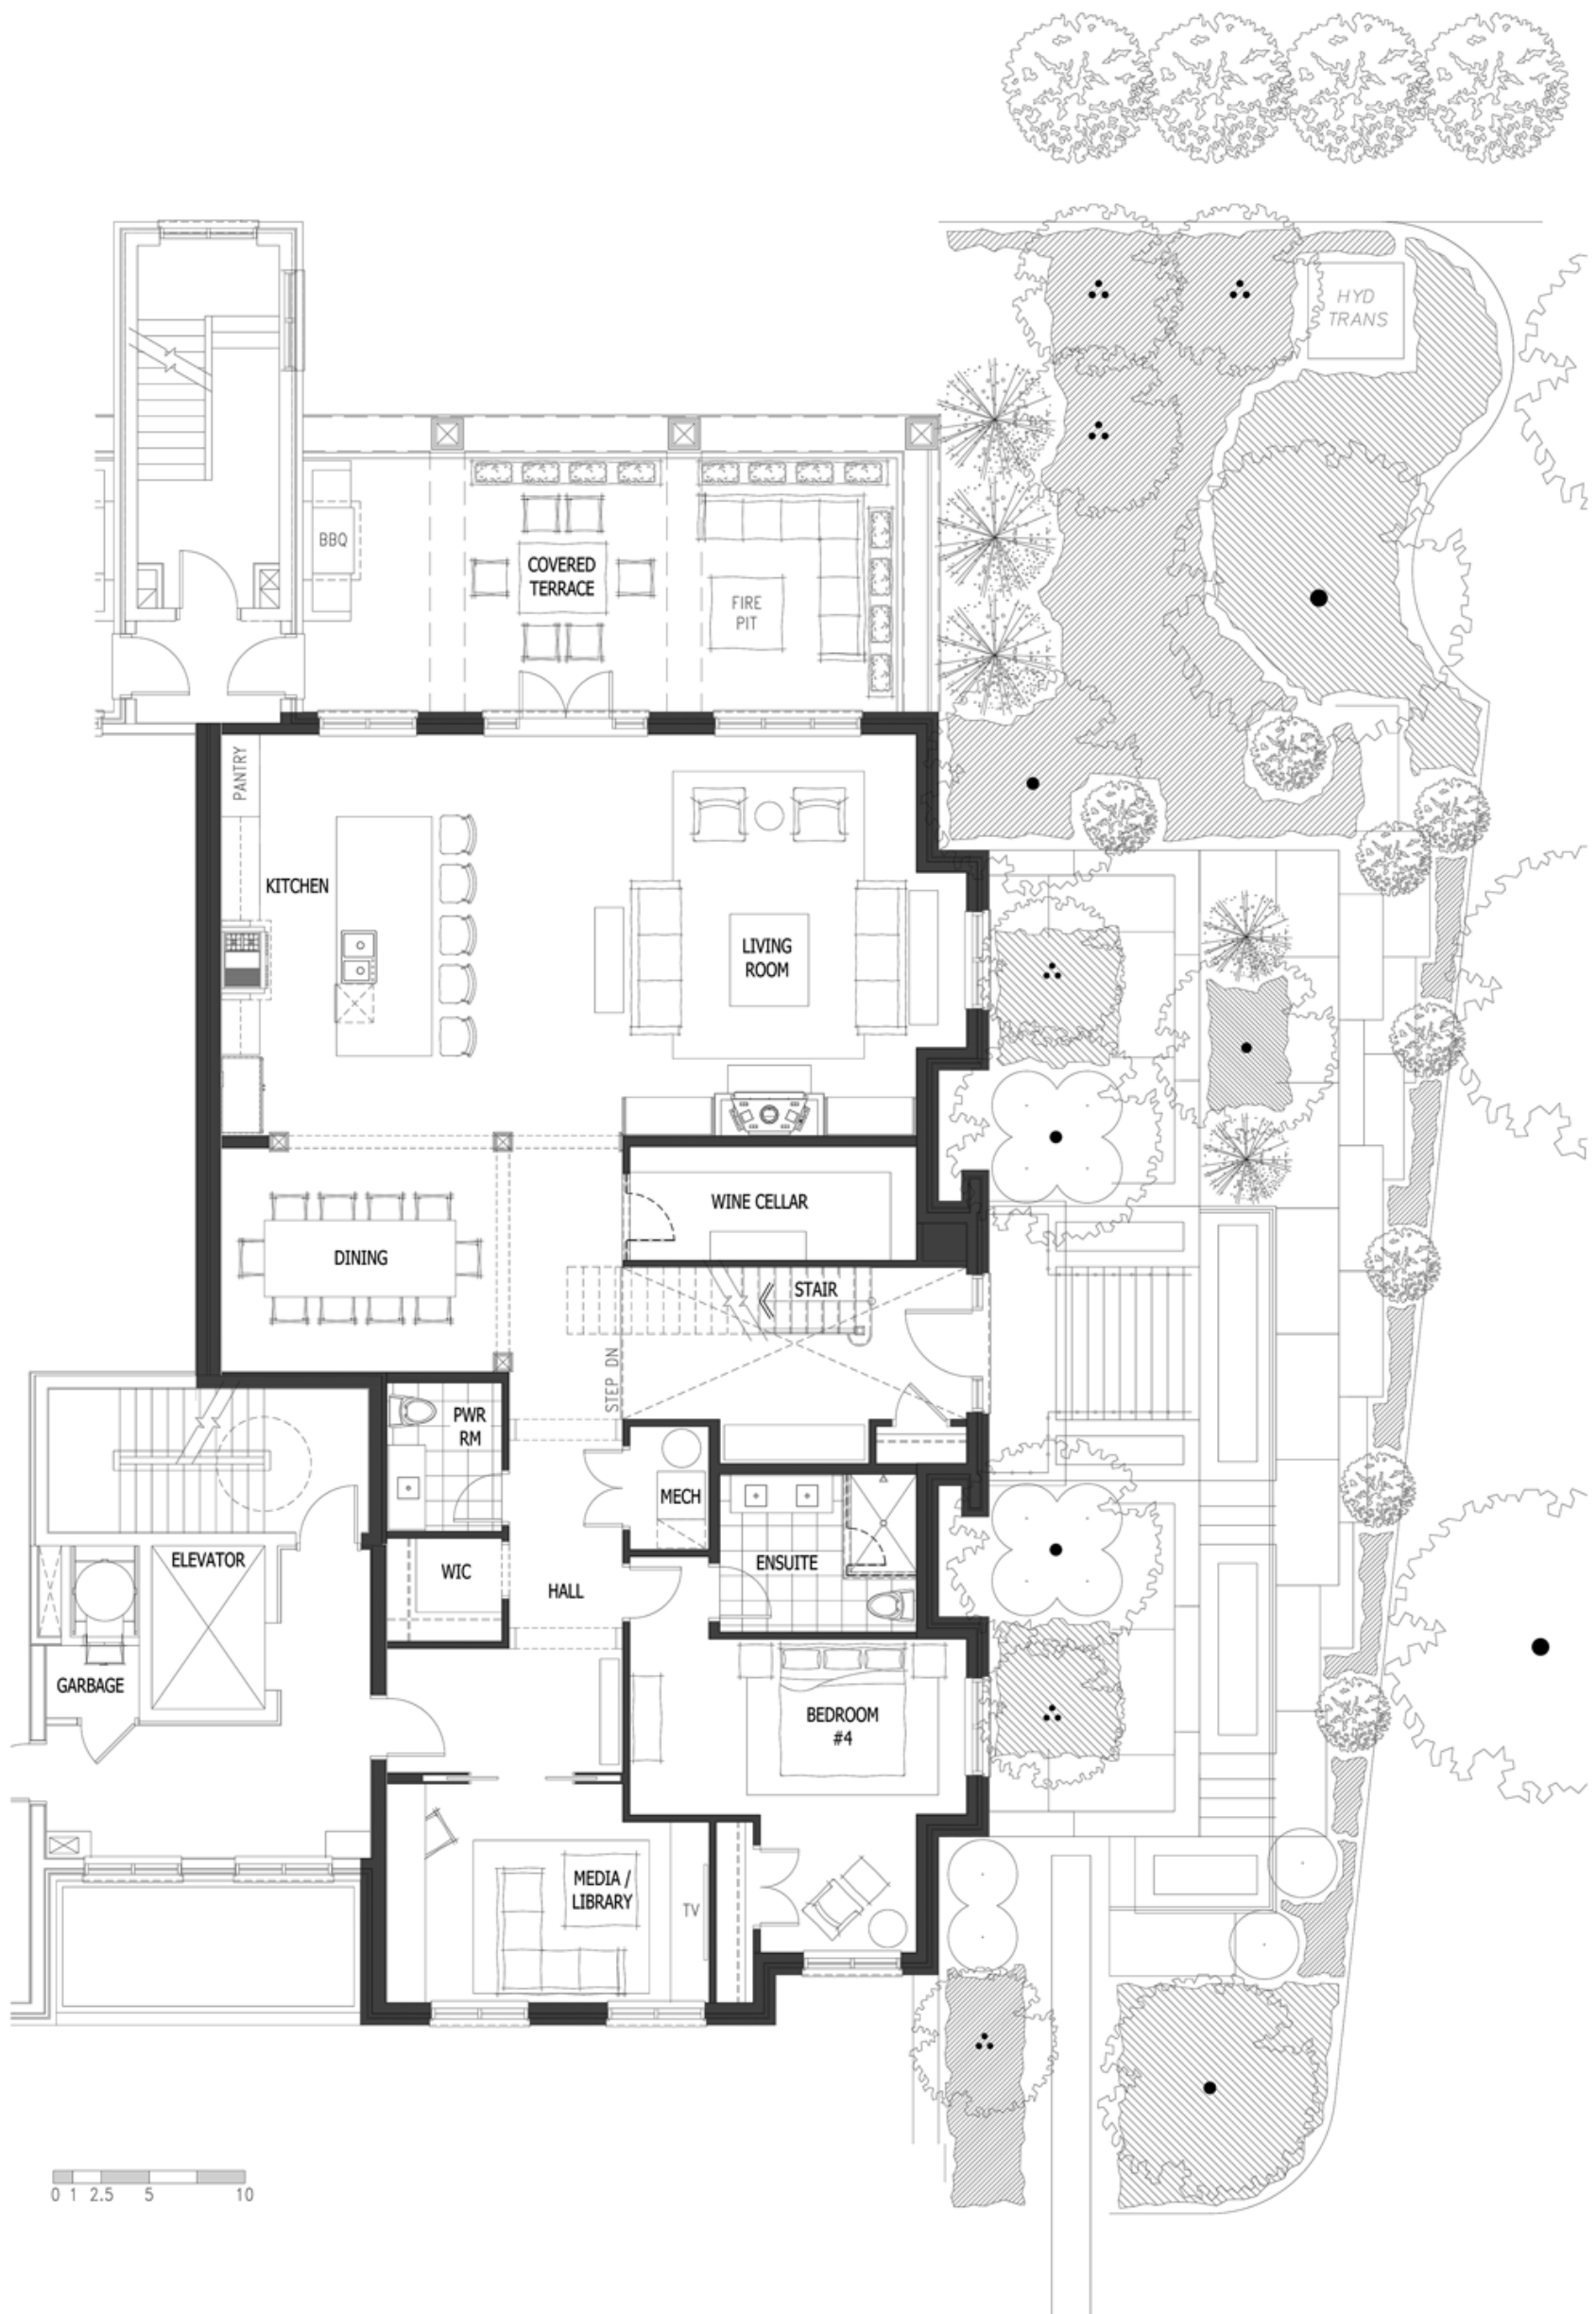 HYD
TRANS
BBQ
COVERED
TERRACE
FIRE
PIT
PANTRY
KITCHEN
LIVING
ROOM
WINE CELLAR
DINING
STAIR
STEP DN
PWR
RM
MECH
ELEVATOR
WIC
HALL
ENSUITE
GARBAGE
BEDROOM
#4
MEDIA /
LIBRARY
TV
0 1 2.5 5 10